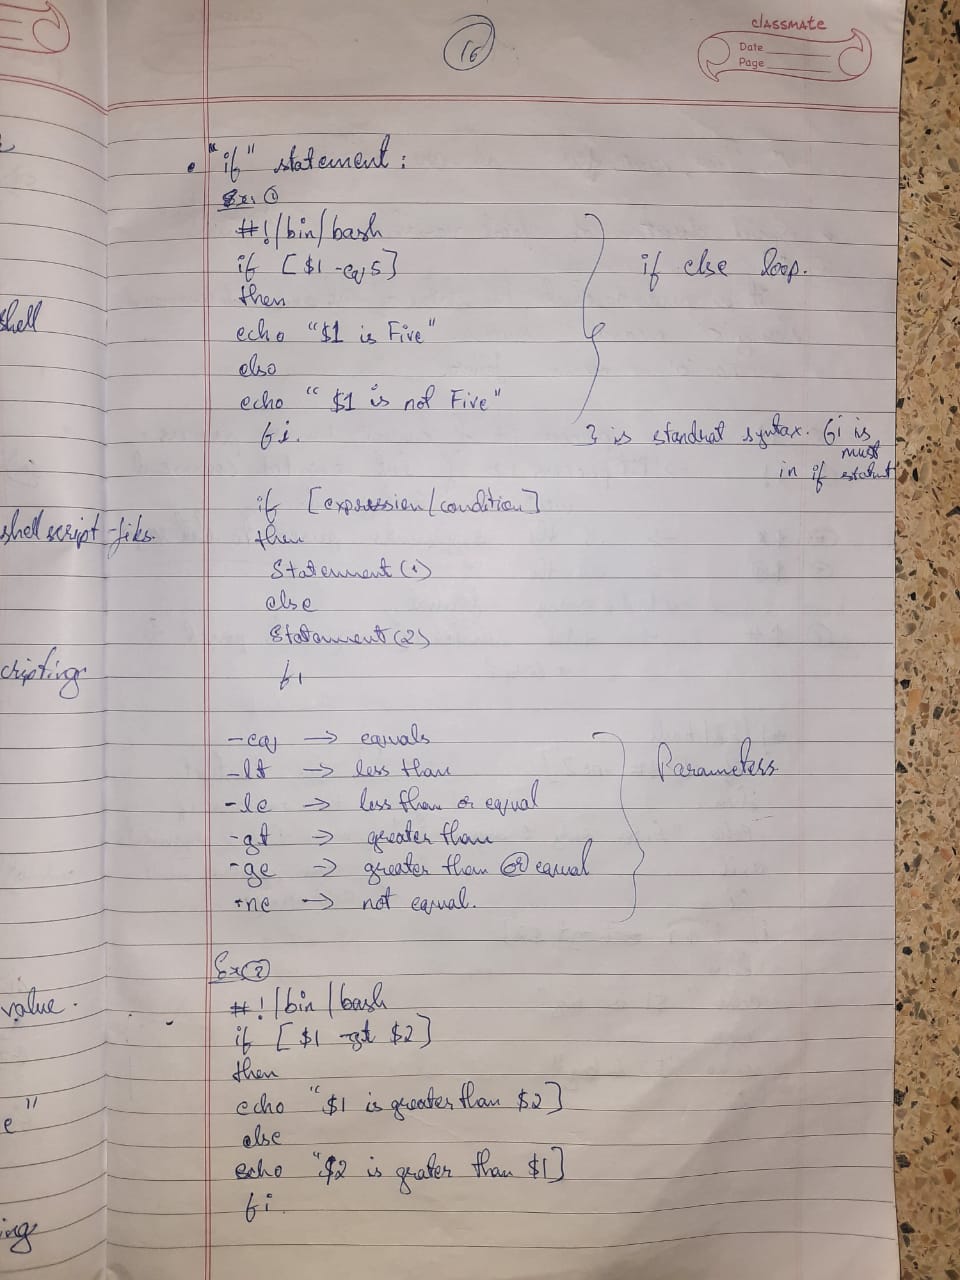 16
classmate
Date
Page
• "if" statement :
Ex ①
#!/bin/bash
if [$1 -eq 5]
then
echo "$1 is Five"
else
echo " $1 is not Five"
fi.
if else loop.
} is standrat syntax. fi is
must
in if
if [expression/condition]
then
Statement (1)
else
Statement (2)
fi
-eq → equals
-lt → less than
-le → less than or equal
-gt → greater than
-ge → greater than or equal
-ne → not equal.
Parameters
Ex ②
#!/bin/bash
if [ $1 -gt $2]
then
echo "$1 is greater than $2]
else
echo "$2 is grater than $1]
fi
shell
shell script files.
cripting
value.
e"
ing